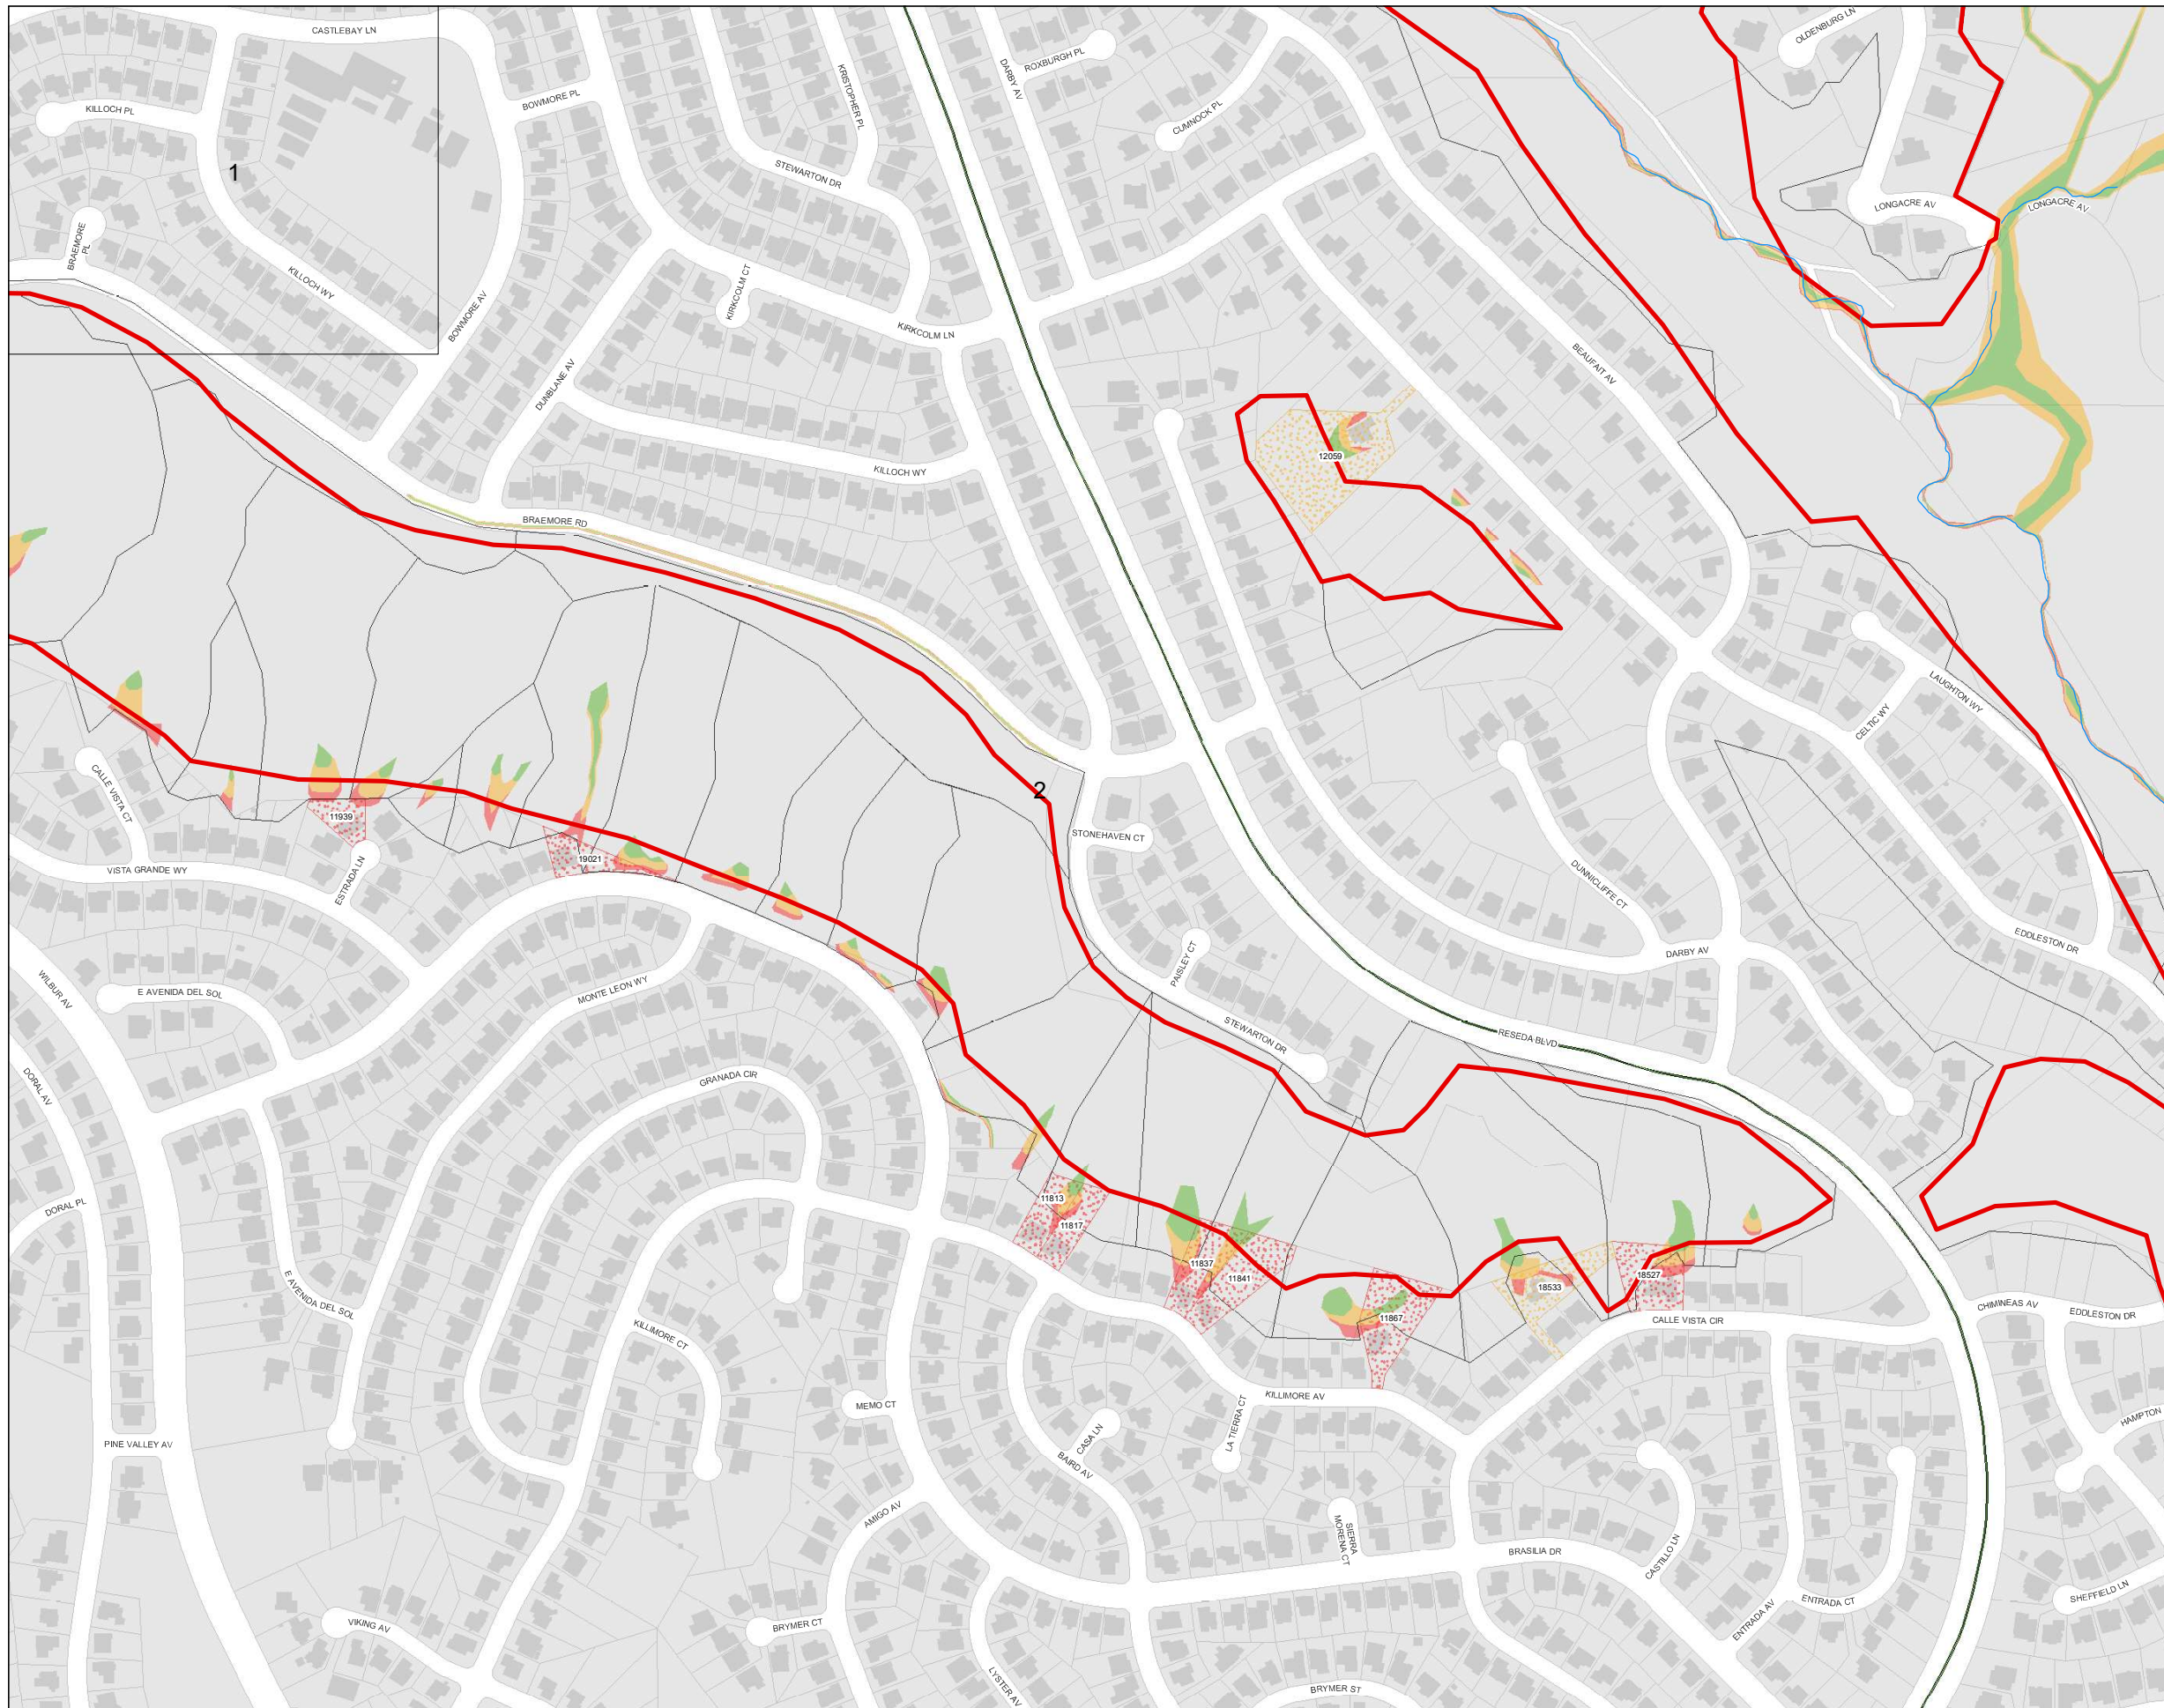 CASTLEBAY LN
OLDENBURG LN
ROXBURGH PL
DARBY AV
KRISTOPHER PL
BOWMORE PL
KILLOCH PL
CUMNOCK PL
1
STEWARTON DR
LONGACRE AV
LONGACRE AV
BRAEMORE
PL
KILLOCH WY
KIRKCOLM CT
BOWMORE AV
KIRKCOLM LN
BEAUFAIT AV
DUNBLANE AV
12059
KILLOCH WY
BRAEMORE RD
LAUGHTON WY
CELTIC WY
CALLE VISTA CT
2
11939
STONEHAVEN CT
19021
VISTA GRANDE WY
ESTRADA LN
DUNNICLIFFE CT
EDDLESTON DR
DARBY AV
PAISLEY CT
WILBUR AV
E AVENIDA DEL SOL
MONTE LEON WY
STEWARTON DR
RESEDA BLVD
DORAL AV
GRANADA CIR
11813
DORAL PL
11817
11837
11841
18527
18533
E AVENIDA DEL SOL
CHIMINEAS AV
EDDLESTON DR
11867
CALLE VISTA CIR
KILLIMORE CT
KILLIMORE AV
MEMO CT
HAMPTON
LA TIERRA CT
CASA LN
PINE VALLEY AV
BAIRD AV
AMIGO AV
SIERRA
MORENA CT
BRASILIA DR
CASTILLO LN
SHEFFIELD LN
ENTRADA CT
ENTRADA AV
VIKING AV
BRYMER CT
LYSTER AV
BRYMER ST